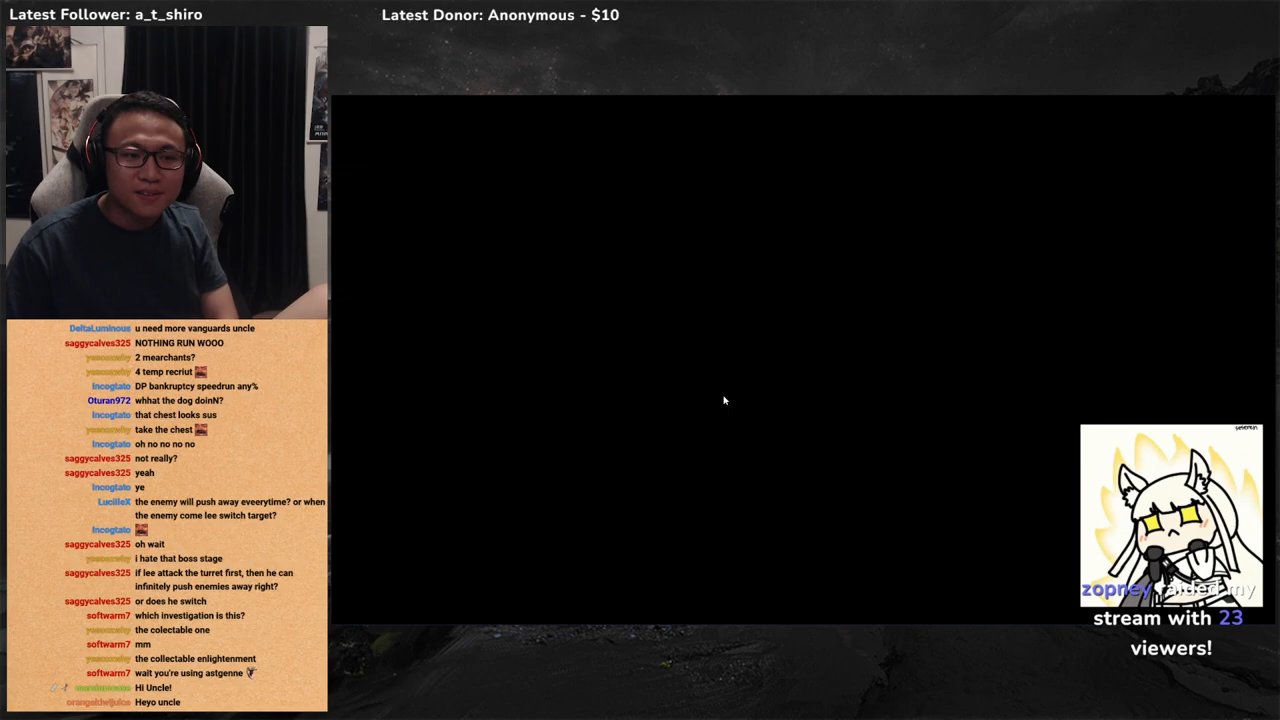 Latest Follower: a_t_shiro
Latest Donor: Anonymous - $10
DeltaLuminous u need more vanguards uncle
saggycalves325 NOTHING RUN WOOO
2 mearchants?
4 temp recriut
Incogtato DP bankruptcy speedrun any%
Oturan972 whhat the dog doinN?
Incogtato that chest looks sus
take the chest
Incogtato oh no no no no
saggycalves325 not really?
saggycalves325 yeah
Incogtato ye
LucilleX the enemy will push away eveerytime? or when
the enemy come lee switch target?
Incogtato
saggycalves325 oh wait
i hate that boss stage
saggycalves325 if lee attack the turret first, then he can
infinitely push enemies away right?
saggycalves325 or does he switch
softwarm7 which investigation is this?
the colectable one
softwarm7 mm
the collectable enlightenment
softwarm7 wait you're using astgenne
Hi Uncle!
Heyo uncle
zopney raided my
stream with 23
viewers!